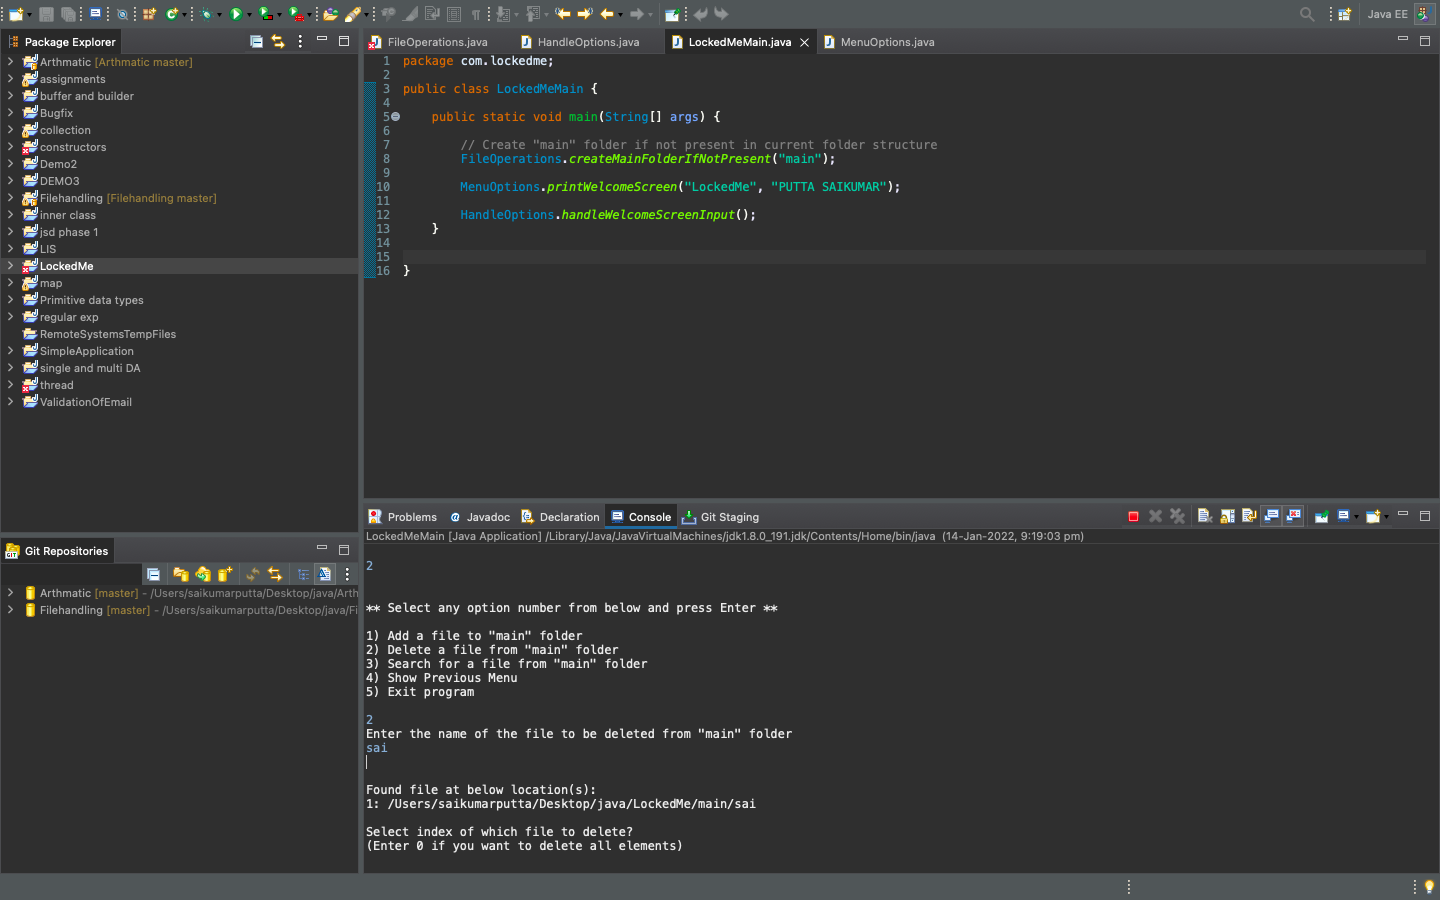 Java EE
Package Explorer
Arthmatic [Arthmatic master]
assignments
buffer and builder
Bugfix
collection
constructors
Demo2
DEMO3
Filehandling [Filehandling master]
inner class
jsd phase 1
LIS
LockedMe
map
Primitive data types
regular exp
RemoteSystemsTempFiles
SimpleApplication
single and multi DA
thread
ValidationOfEmail
Git Repositories
Arthmatic [master] - /Users/saikumarputta/Desktop/java/Arth
Filehandling [master] - /Users/saikumarputta/Desktop/java/Fi
FileOperations.java HandleOptions.java LockedMeMain.java MenuOptions.java
1 package com.lockedme;
2
3 public class LockedMeMain {
4
5 public static void main(String[] args) {
6
7 // Create "main" folder if not present in current folder structure
8 FileOperations.createMainFolderIfNotPresent("main");
9
10 MenuOptions.printWelcomeScreen("LockedMe", "PUTTA SAIKUMAR");
11
12 HandleOptions.handleWelcomeScreenInput();
13 }
14
15
16 }
Problems Javadoc Declaration Console Git Staging
LockedMeMain [Java Application] /Library/Java/JavaVirtualMachines/jdk1.8.0_191.jdk/Contents/Home/bin/java (14-Jan-2022, 9:19:03 pm)
2
** Select any option number from below and press Enter **
1) Add a file to "main" folder
2) Delete a file from "main" folder
3) Search for a file from "main" folder
4) Show Previous Menu
5) Exit program
2
Enter the name of the file to be deleted from "main" folder
sai
Found file at below location(s):
1: /Users/saikumarputta/Desktop/java/LockedMe/main/sai
Select index of which file to delete?
(Enter 0 if you want to delete all elements)